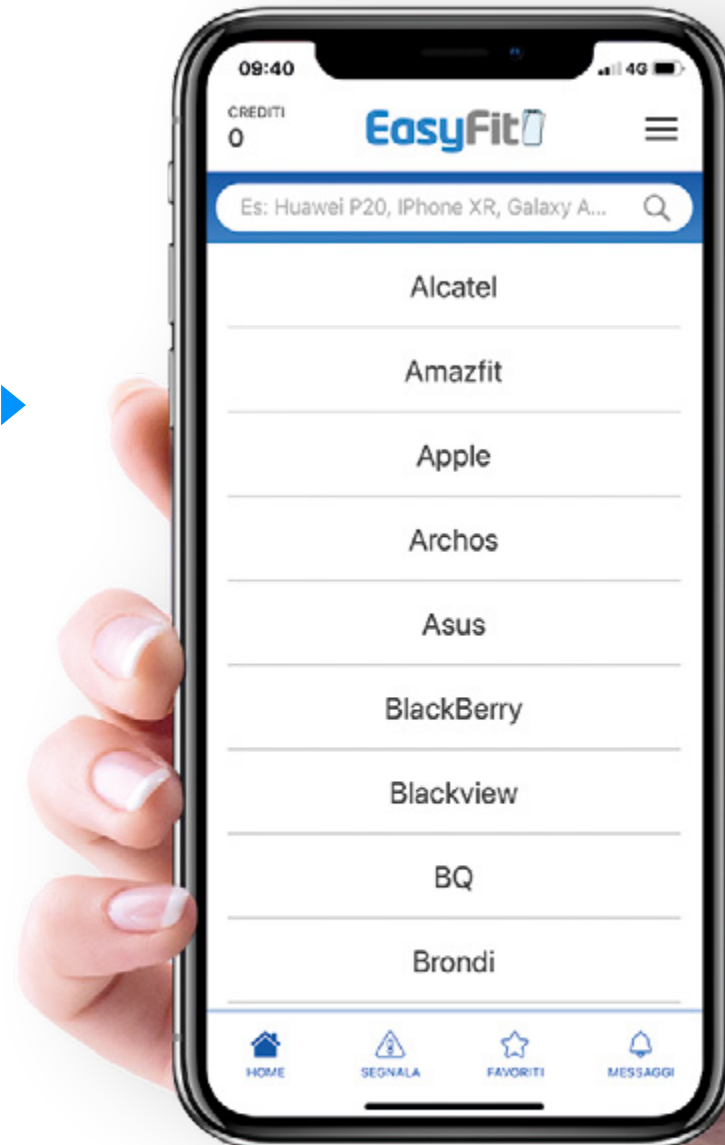 09:40
4G
CREDITI
0
EasyFit
Es: Huawei P20, IPhone XR, Galaxy A...
Alcatel
Amazfit
Apple
Archos
Asus
BlackBerry
Blackview
BQ
Brondi
HOME
SEGNALA
FAVORITI
MESSAGGI